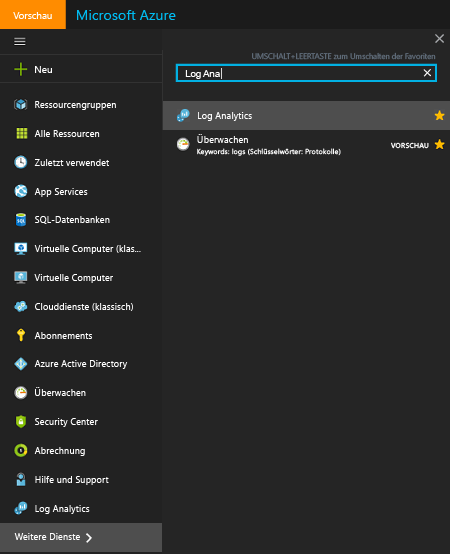 Vorschau Microsoft Azure
UMSCHALT+LEERTASTE zum Umschalten der Favoriten
Neu
Log Ana
Ressourcengruppen
Log Analytics
Alle Ressourcen
Überwachen
Keywords: logs (Schlüsselwörter: Protokolle)
VORSCHAU
Zuletzt verwendet
App Services
SQL-Datenbanken
Virtuelle Computer (klas...
Virtuelle Computer
Clouddienste (klassisch)
Abonnements
Azure Active Directory
Überwachen
Security Center
Abrechnung
Hilfe und Support
Log Analytics
Weitere Dienste